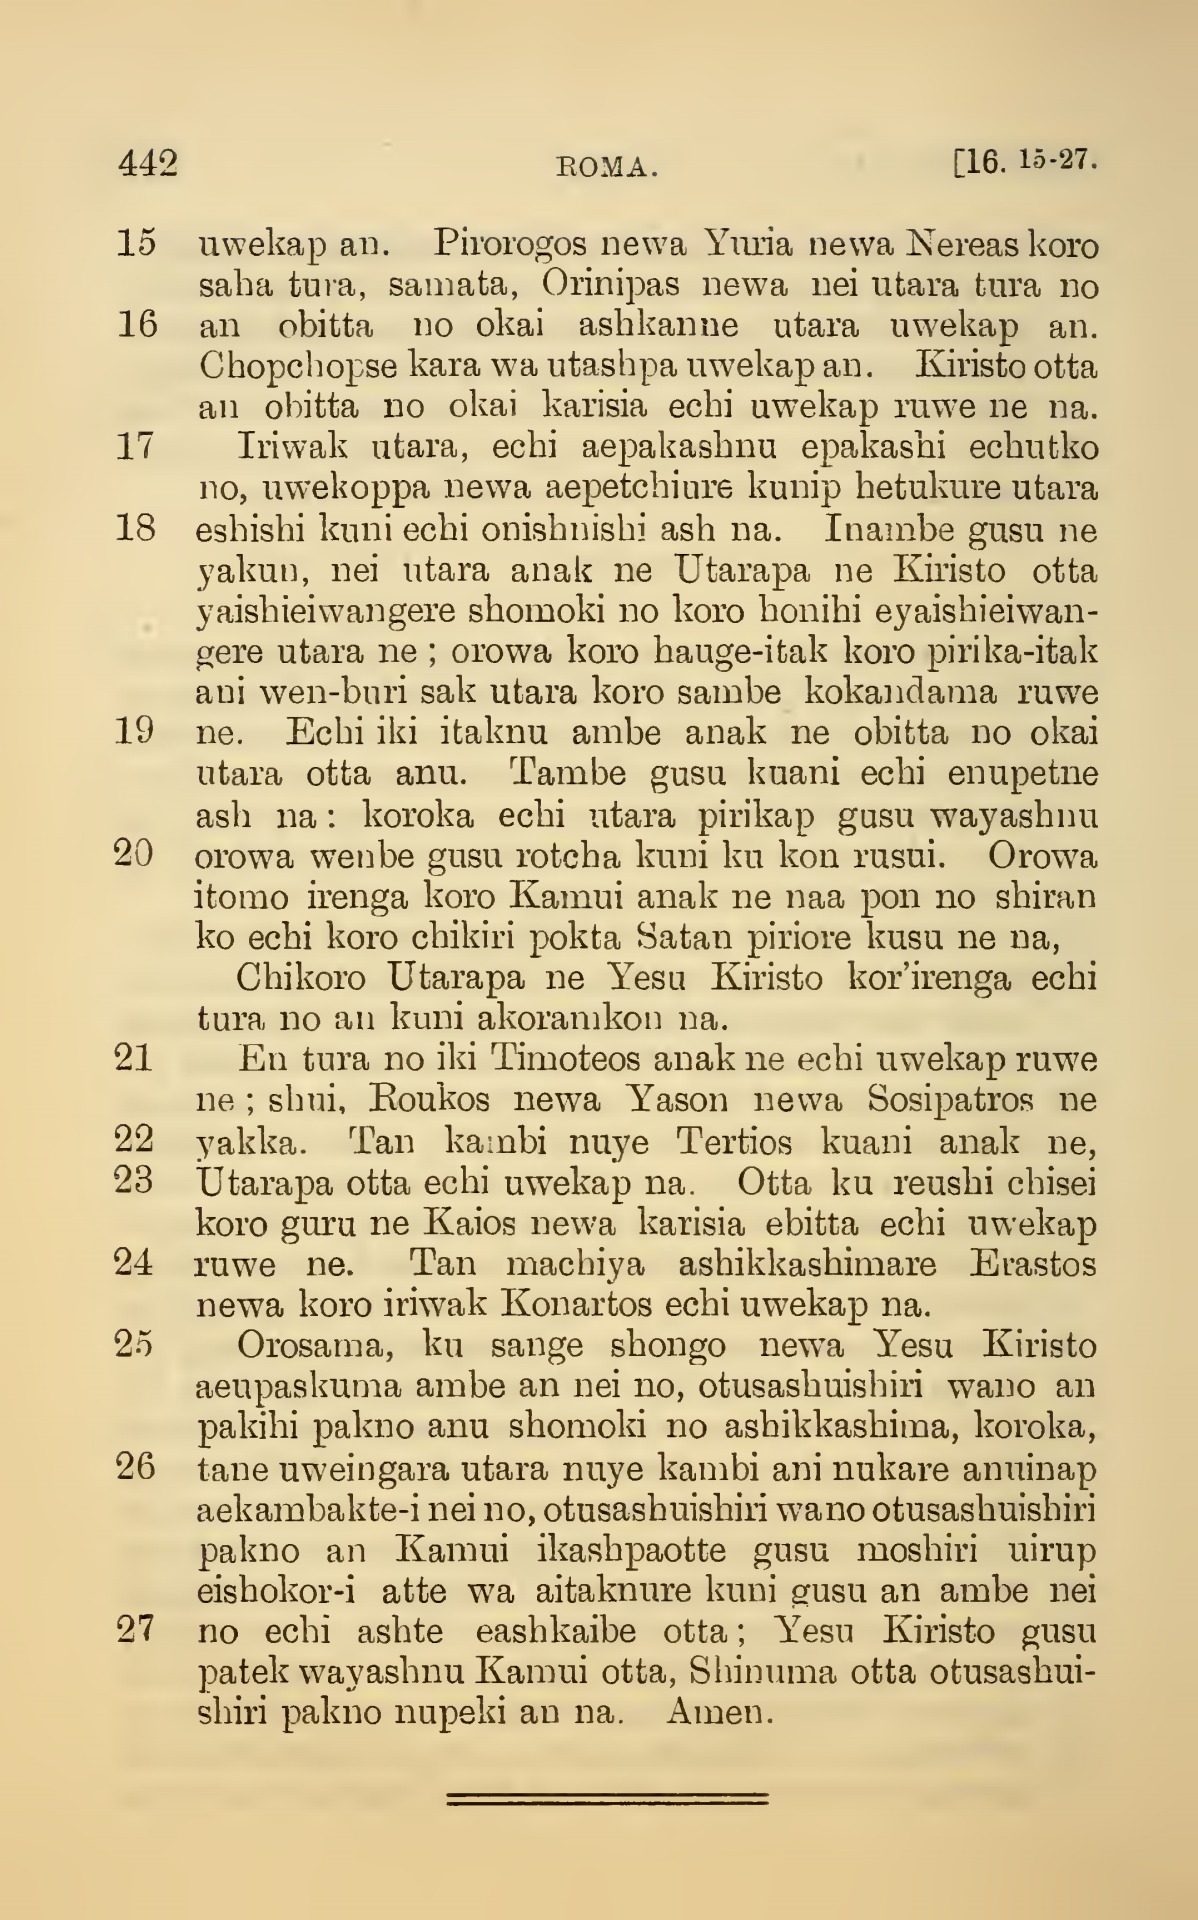 442 ROMA. [16. 15-27.
15 uwekap an. Pirorogos newa Yuria newa Nereas koro
saha tura, samata, Orinipas newa nei utara tura no
16 an obitta no okai ashkanne utara uwekap an.
Chopchopse kara wa utashpa uwekap an. Kiristo otta
an obitta no okai karisia echi uwekap ruwe ne na.
17 Iriwak utara, echi aepakashnu epakashi echutko
no, uwekoppa newa aepetchiure kunip hetukure utara
18 eshishi kuni echi onishnishi ash na. Inambe gusu ne
yakun, nei utara anak ne Utarapa ne Kiristo otta
yaishieiwangere shomoki no koro honihi eyaishieiwan-
gere utara ne ; orowa koro hauge-itak koro pirika-itak
ani wen-buri sak utara koro sambe kokandama ruwe
19 ne. Echi iki itaknu ambe anak ne obitta no okai
utara otta anu. Tambe gusu kuani echi enupetne
ash na : koroka echi utara pirikap gusu wayashnu
20 orowa wenbe gusu rotcha kuni ku kon rusui. Orowa
itomo irenga koro Kamui anak ne naa pon no shiran
ko echi koro chikiri pokta Satan piriore kusu ne na,
Chikoro Utarapa ne Yesu Kiristo kor'irenga echi
tura no an kuni akoramkon na.
21 En tura no iki Timoteos anak ne echi uwekap ruwe
ne ; shui, Roukos newa Yason newa Sosipatros ne
22 yakka. Tan kambi nuye Tertios kuani anak ne,
23 Utarapa otta echi uwekap na. Otta ku reushi chisei
koro guru ne Kaios newa karisia ebitta echi uwekap
24 ruwe ne. Tan machiya ashikkashimare Erastos
newa koro iriwak Konartos echi uwekap na.
25 Orosama, ku sange shongo newa Yesu Kiristo
aeupaskuma ambe an nei no, otusashuishiri wano an
pakihi pakno anu shomoki no ashikkashima, koroka,
26 tane uweingara utara nuye kambi ani nukare anuinap
aekambakte-i nei no, otusashuishiri wano otusashuishiri
pakno an Kamui ikashpaotte gusu moshiri uirup
eishokor-i atte wa aitaknure kuni gusu an ambe nei
27 no echi ashte eashkaibe otta ; Yesu Kiristo gusu
patek wayashnu Kamui otta, Shinuma otta otusashui-
shiri pakno nupeki an na. Amen.